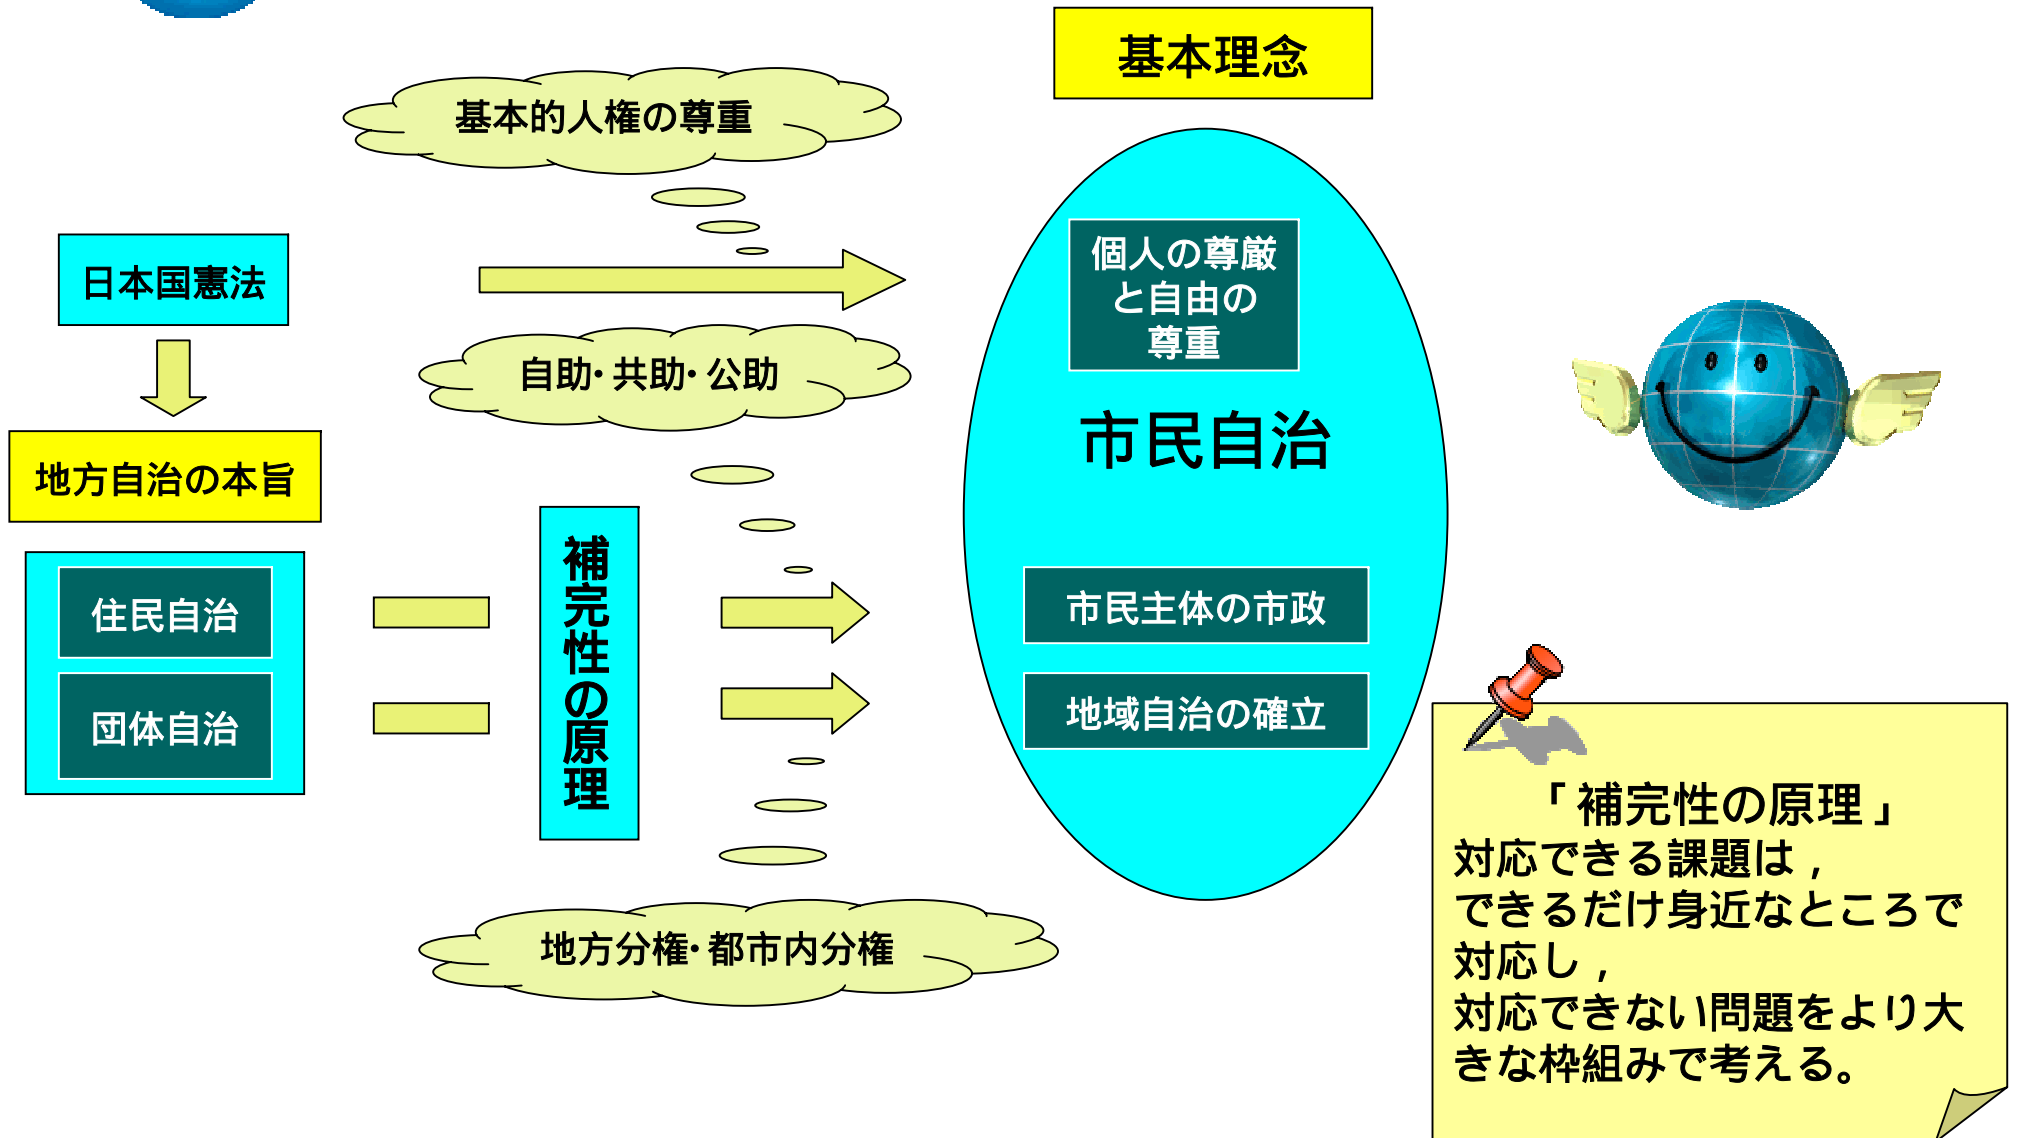 基本理念
基本的人権の尊重
日本国憲法
個人の尊厳
と自由の
尊重
自助・共助・公助
市民自治
地方自治の本旨
補完性の原理
住民自治
市民主体の市政
団体自治
地域自治の確立
地方分権・都市内分権
「補完性の原理」
対応できる課題は，
できるだけ身近なところで
対応し，
対応できない問題をより大
きな枠組みで考える。